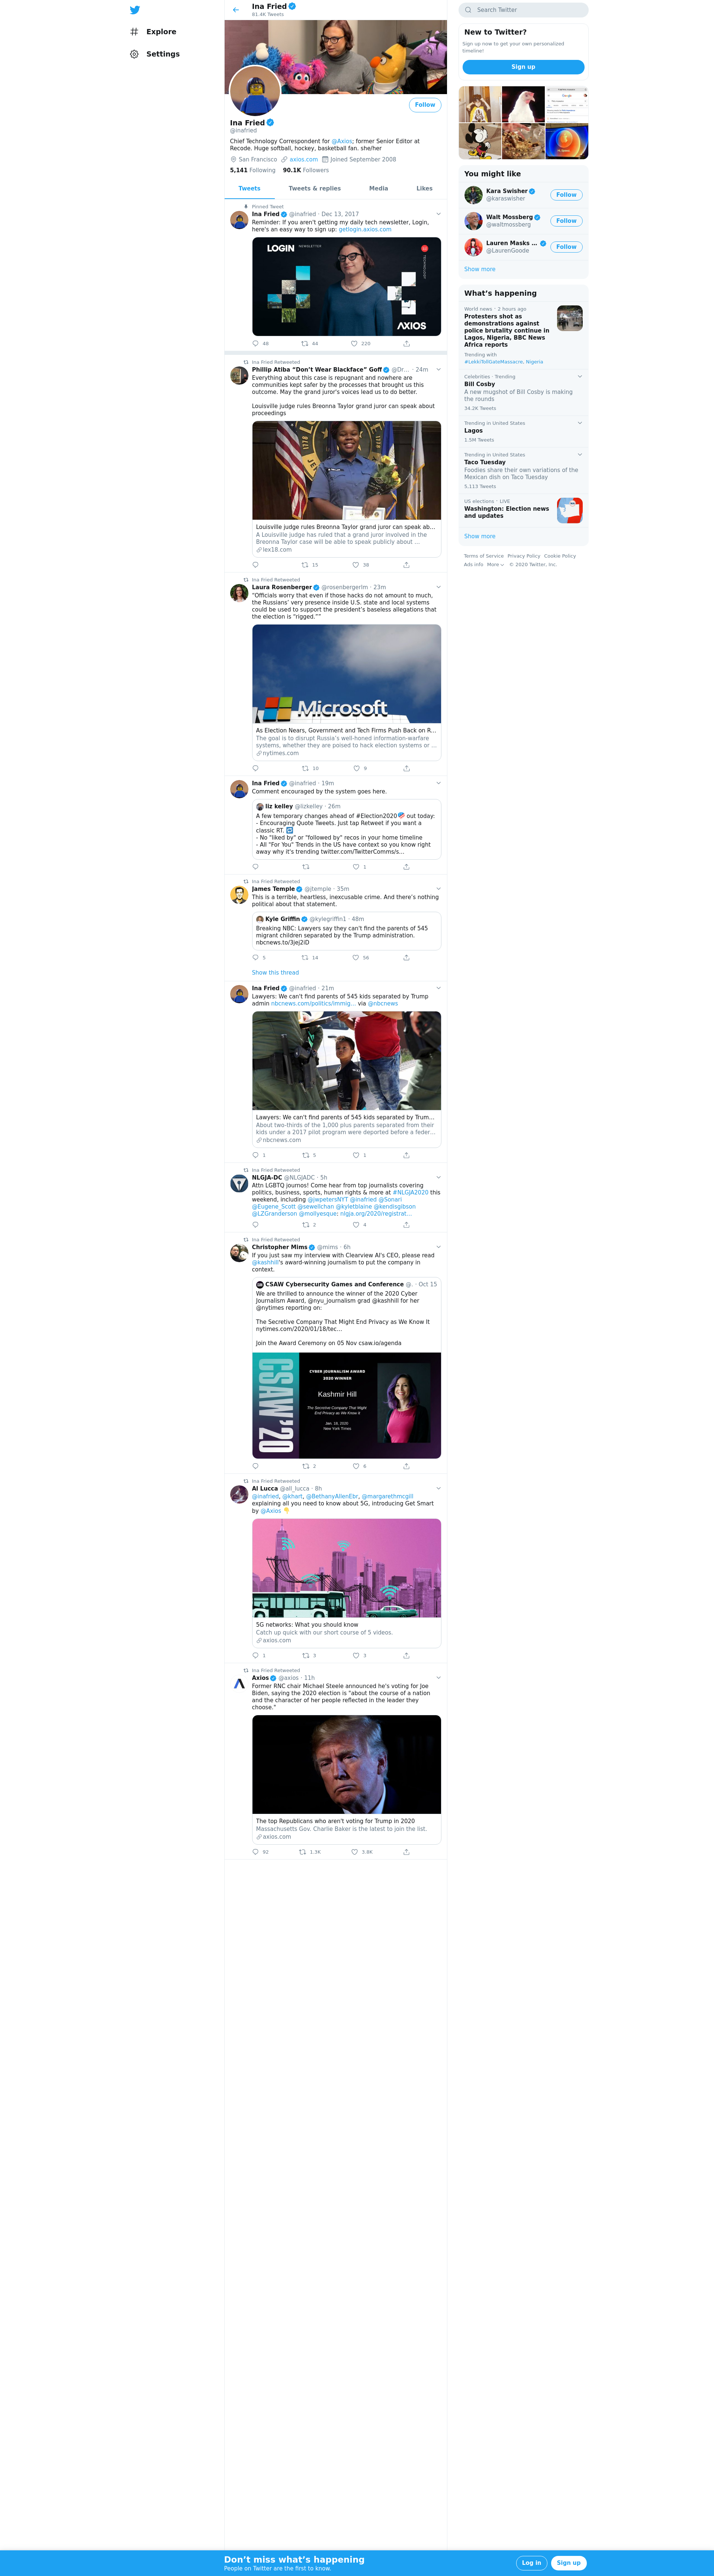 Explore
Settings
Ina Fried
81.4K Tweets
Follow
Ina Fried
@inafried
Chief Technology Correspondent for @Axios; former Senior Editor at
Recode. Huge softball, hockey, basketball fan. she/her
San Francisco axios.com Joined September 2008
5,141 Following 90.1K Followers
Tweets Tweets & replies Media Likes
Pinned Tweet
Ina Fried @inafried · Dec 13, 2017
Reminder: If you aren't getting my daily tech newsletter, Login,
here's an easy way to sign up: getlogin.axios.com
LOGIN NEWSLETTER
TECHNOLOGY
AXIOS
48 44 220
Ina Fried Retweeted
Phillip Atiba "Don't Wear Blackface" Goff @Dr… · 24m
Everything about this case is repugnant and nowhere are
communities kept safer by the processes that brought us this
outcome. May the grand juror's voices lead us to do better.
Louisville judge rules Breonna Taylor grand juror can speak about
proceedings
Louisville judge rules Breonna Taylor grand juror can speak ab…
A Louisville judge has ruled that a grand juror involved in the
Breonna Taylor case will be able to speak publicly about …
lex18.com
15 38
Ina Fried Retweeted
Laura Rosenberger @rosenbergerlm · 23m
"Officials worry that even if those hacks do not amount to much,
the Russians' very presence inside U.S. state and local systems
could be used to support the president's baseless allegations that
the election is "rigged.""
Microsoft
As Election Nears, Government and Tech Firms Push Back on R…
The goal is to disrupt Russia's well-honed information-warfare
systems, whether they are poised to hack election systems or …
nytimes.com
10 9
Ina Fried @inafried · 19m
Comment encouraged by the system goes here.
liz kelley @lizkelley · 26m
A few temporary changes ahead of #Election2020 out today:
- Encouraging Quote Tweets. Just tap Retweet if you want a
classic RT.
- No "liked by" or "followed by" recos in your home timeline
- All "For You" Trends in the US have context so you know right
away why it's trending twitter.com/TwitterComms/s…
1
Ina Fried Retweeted
James Temple @jtemple · 35m
This is a terrible, heartless, inexcusable crime. And there's nothing
political about that statement.
Kyle Griffin @kylegriffin1 · 48m
Breaking NBC: Lawyers say they can't find the parents of 545
migrant children separated by the Trump administration.
nbcnews.to/3jej2iD
5 14 56
Show this thread
Ina Fried @inafried · 21m
Lawyers: We can't find parents of 545 kids separated by Trump
admin nbcnews.com/politics/immig… via @nbcnews
Lawyers: We can't find parents of 545 kids separated by Trum…
About two-thirds of the 1,000 plus parents separated from their
kids under a 2017 pilot program were deported before a feder…
nbcnews.com
1 5 1
Ina Fried Retweeted
NLGJA-DC @NLGJADC · 5h
Attn LGBTQ journos! Come hear from top journalists covering
politics, business, sports, human rights & more at #NLGJA2020 this
weekend, including @jwpetersNYT @inafried @Sonari
@Eugene_Scott @sewellchan @kyletblaine @kendisgibson
@LZGranderson @mollyesque: nlgja.org/2020/registrat…
2 4
Ina Fried Retweeted
Christopher Mims @mims · 6h
If you just saw my interview with Clearview AI's CEO, please read
@kashhill's award-winning journalism to put the company in
context.
CSAW Cybersecurity Games and Conference @. · Oct 15
We are thrilled to announce the winner of the 2020 Cyber
Journalism Award, @nyu_journalism grad @kashhill for her
@nytimes reporting on:
The Secretive Company That Might End Privacy as We Know It
nytimes.com/2020/01/18/tec…
Join the Award Ceremony on 05 Nov csaw.io/agenda
CSAW'20
CYBER JOURNALISM AWARD
2020 WINNER
Kashmir Hill
The Secretive Company That Might
End Privacy as We Know It
Jan. 18, 2020
New York Times
2 6
Ina Fried Retweeted
Al Lucca @all_lucca · 8h
@inafried, @khart, @BethanyAllenEbr, @margarethmcgill
explaining all you need to know about 5G, introducing Get Smart
by @Axios
5G networks: What you should know
Catch up quick with our short course of 5 videos.
axios.com
1 3 3
Ina Fried Retweeted
Axios @axios · 11h
Former RNC chair Michael Steele announced he's voting for Joe
Biden, saying the 2020 election is "about the course of a nation
and the character of her people reflected in the leader they
choose."
The top Republicans who aren't voting for Trump in 2020
Massachusetts Gov. Charlie Baker is the latest to join the list.
axios.com
92 1.3K 3.8K
Search Twitter
New to Twitter?
Sign up now to get your own personalized
timeline!
Sign up
You might like
Kara Swisher
@karaswisher
Follow
Walt Mossberg
@waltmossberg
Follow
Lauren Masks …
@LaurenGoode
Follow
Show more
What's happening
World news · 2 hours ago
Protesters shot as
demonstrations against
police brutality continue in
Lagos, Nigeria, BBC News
Africa reports
Trending with
#LekkiTollGateMassacre, Nigeria
Celebrities · Trending
Bill Cosby
A new mugshot of Bill Cosby is making
the rounds
34.2K Tweets
Trending in United States
Lagos
1.5M Tweets
Trending in United States
Taco Tuesday
Foodies share their own variations of the
Mexican dish on Taco Tuesday
5,113 Tweets
US elections · LIVE
Washington: Election news
and updates
Show more
Terms of Service Privacy Policy Cookie Policy
Ads info More © 2020 Twitter, Inc.
Don't miss what's happening
People on Twitter are the first to know.
Log in Sign up